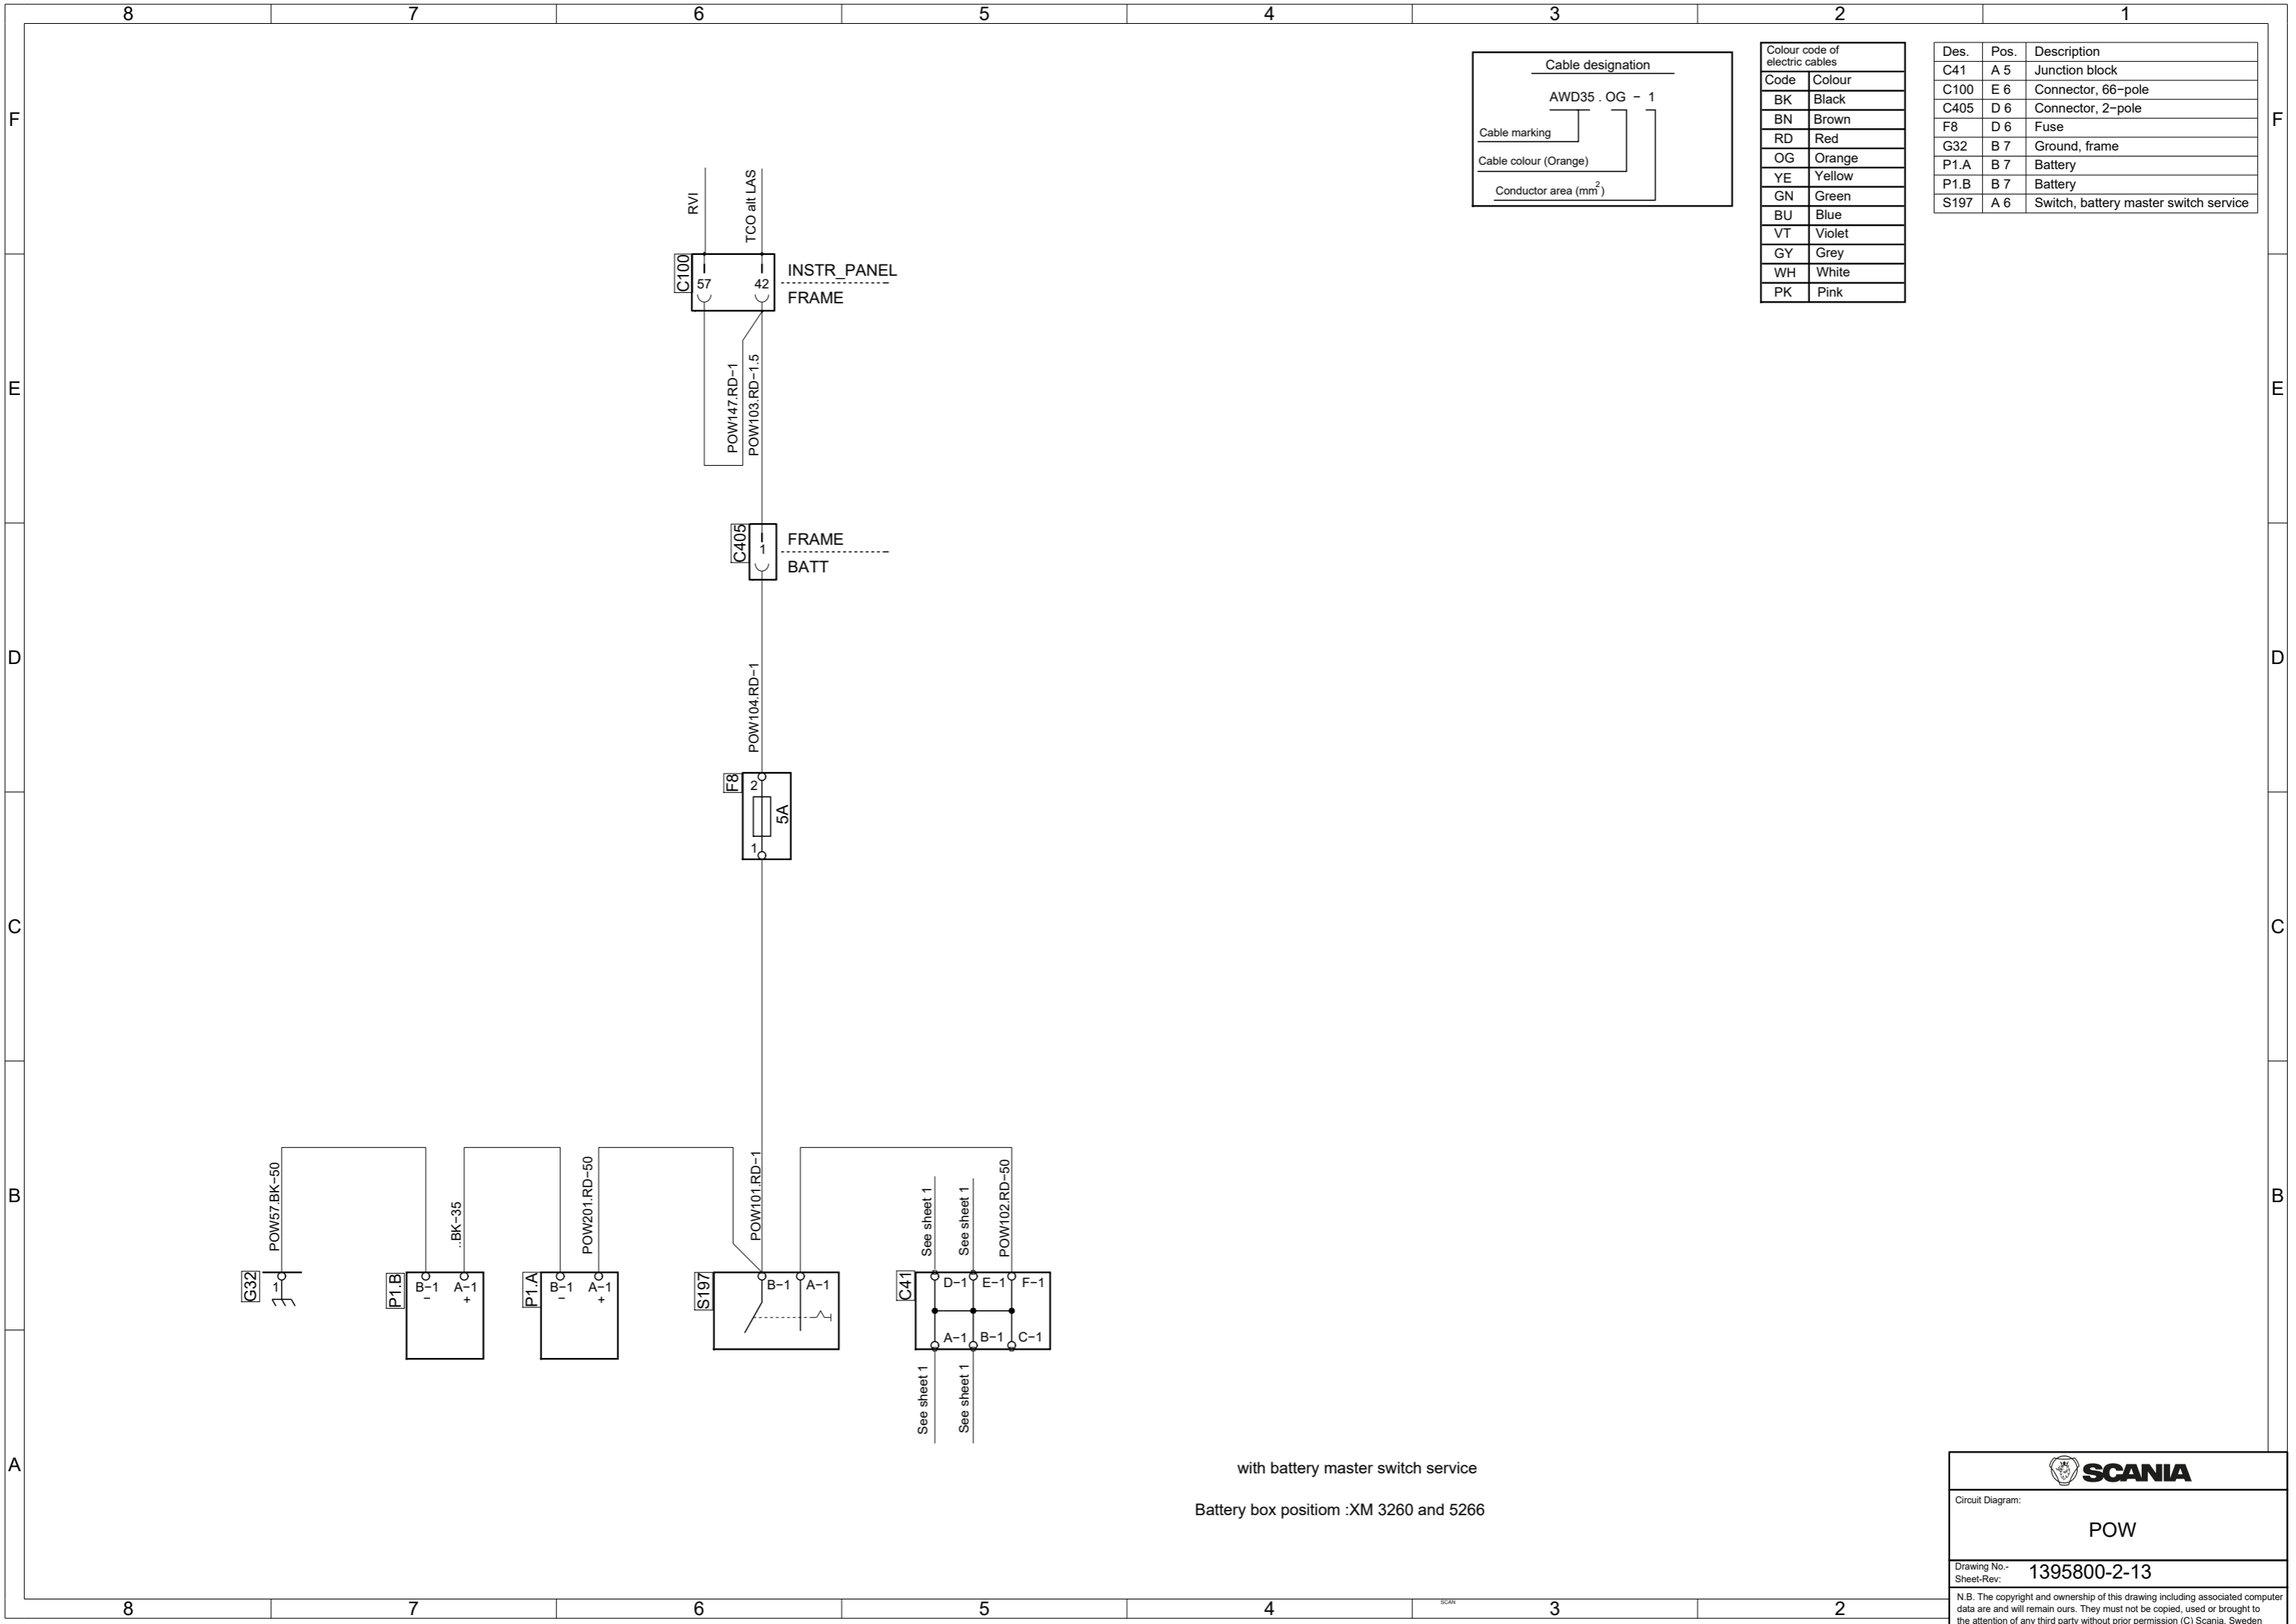 8 7 6 5 4 3 2 1
F
E
D
C
B
A
F
E
D
C
B
Cable designation
AWD35 . OG − 1
Cable marking
Cable colour (Orange)
Conductor area (mm2)
Colour code of
electric cables
Code Colour
BK Black
BN Brown
RD Red
OG Orange
YE Yellow
GN Green
BU Blue
VT Violet
GY Grey
WH White
PK Pink
Des. Pos. Description
C41 A 5 Junction block
C100 E 6 Connector, 66−pole
C405 D 6 Connector, 2−pole
F8 D 6 Fuse
G32 B 7 Ground, frame
P1.A B 7 Battery
P1.B B 7 Battery
S197 A 6 Switch, battery master switch service
RVI
TCO alt LAS
C100
57 42
INSTR_PANEL
FRAME
POW147.RD−1
POW103.RD−1.5
C405
1
FRAME
BATT
POW104.RD−1
F8
2
5A
1
POW57.BK−50
..BK−35
POW201.RD−50
POW101.RD−1
See sheet 1
See sheet 1
POW102.RD−50
G32
1
P1.B
B−1 A−1
− +
P1.A
B−1 A−1
− +
S197
B−1 A−1
C41
D−1 E−1 F−1
A−1 B−1 C−1
See sheet 1
See sheet 1
with battery master switch service
Battery box positiom :XM 3260 and 5266
SCANIA
Circuit Diagram:
POW
Drawing No.-
Sheet-Rev:
1395800-2-13
N.B. The copyright and ownership of this drawing including associated computer
data are and will remain ours. They must not be copied, used or brought to
the attention of any third party without prior permission (C) Scania, Sweden
8 7 6 5 4 3 2
SCAN